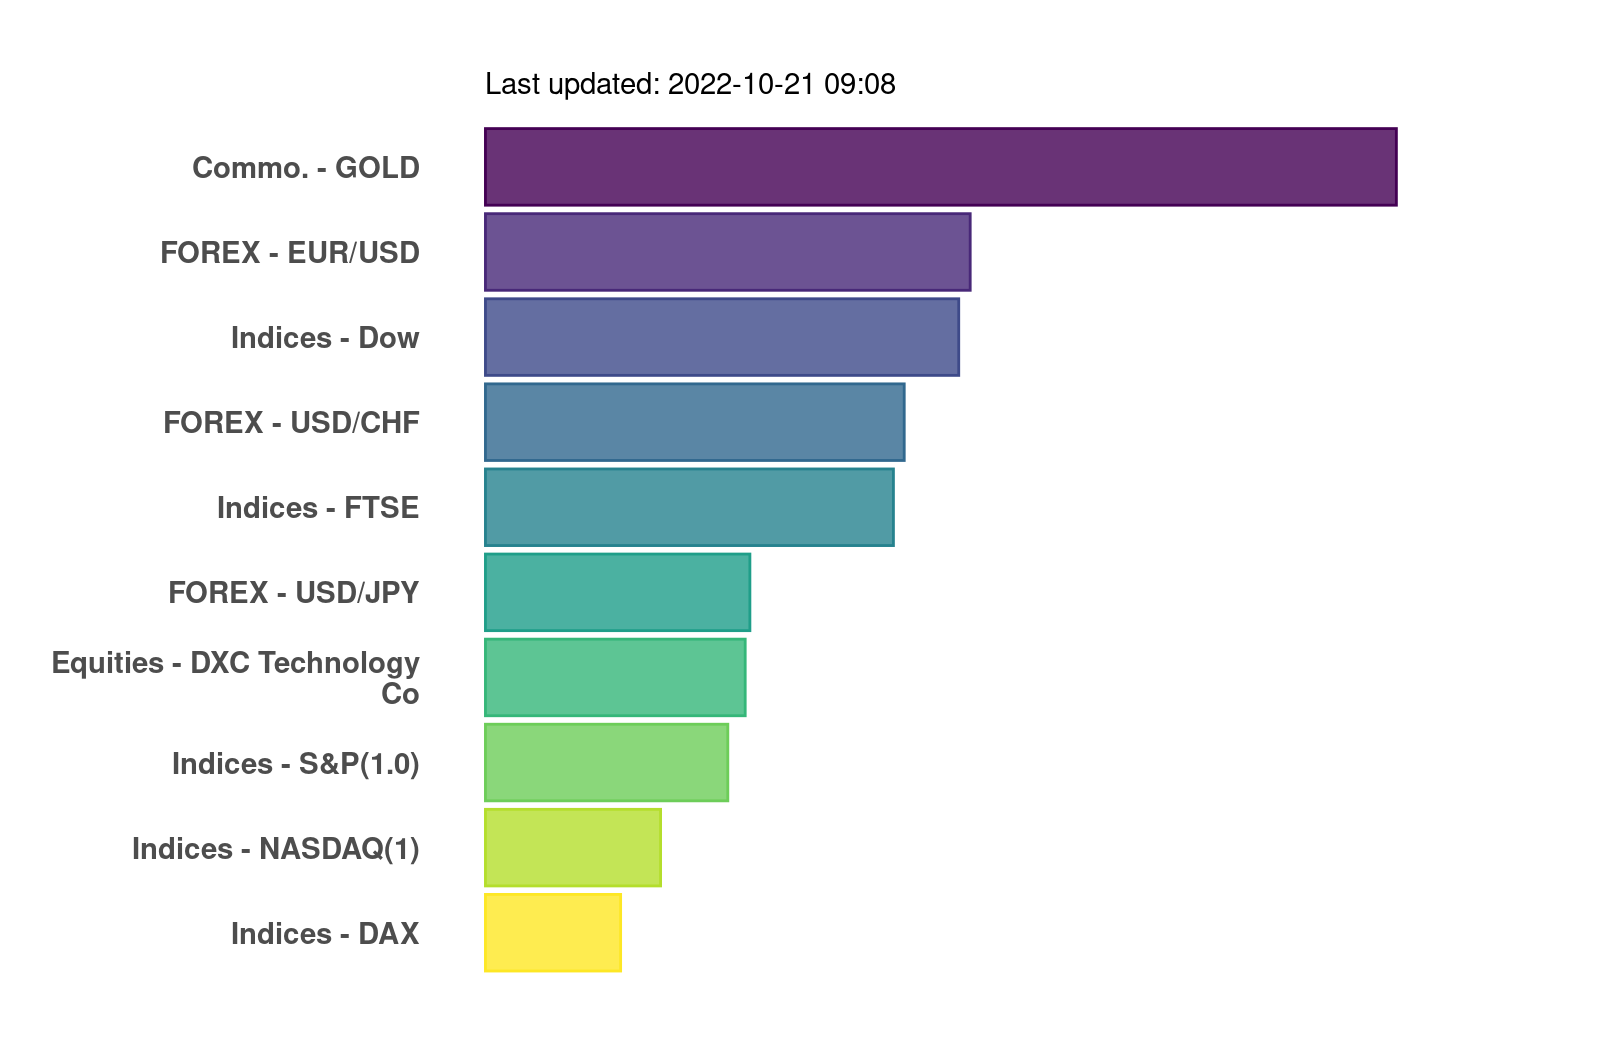 Last updated: 2022-10-21 09:08
Commo. - GOLD
FOREX - EUR/USD
Indices - Dow
FOREX - USD/CHF
Indices - FTSE
FOREX - USD/JPY
Equities - DXC Technology
Co
Indices - S&P(1.0)
Indices - NASDAQ(1)
Indices - DAX